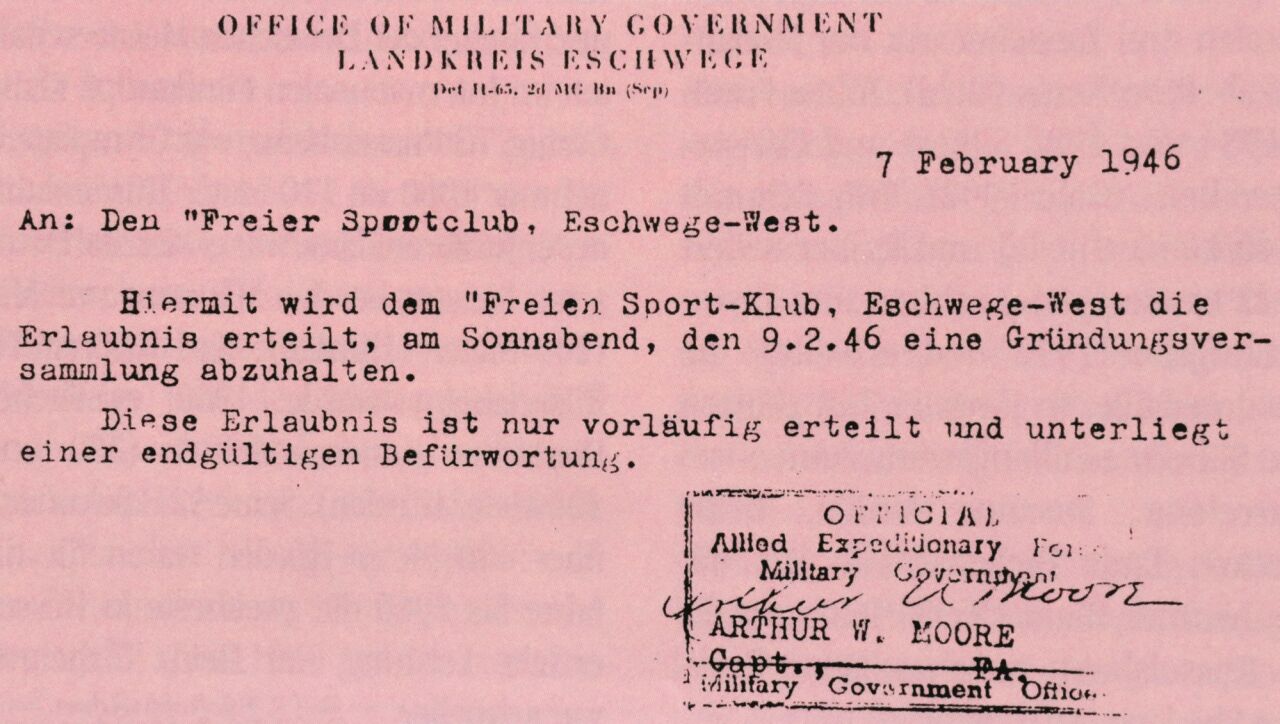 OFFICE OF MILITARY GOVERNMENT
LANDKREIS ESCHWEGE
Det H-65, 2d MG Bn (Sep)
7 February 1946
An: Den "Freier Sportclub, Eschwege-West.
Hiermit wird dem "Freien Sport-Klub, Eschwege-West die
Erlaubnis erteilt, am Sonnabend, den 9.2.46 eine Gründungsver-
sammlung abzuhalten.
Diese Erlaubnis ist nur vorläufig erteilt und unterliegt
einer endgültigen Befürwortung.
OFFICIAL
Allied Expeditionary Force
Military Government
Arthur W Moore
ARTHUR W. MOORE
Capt., FA.
Military Government Office